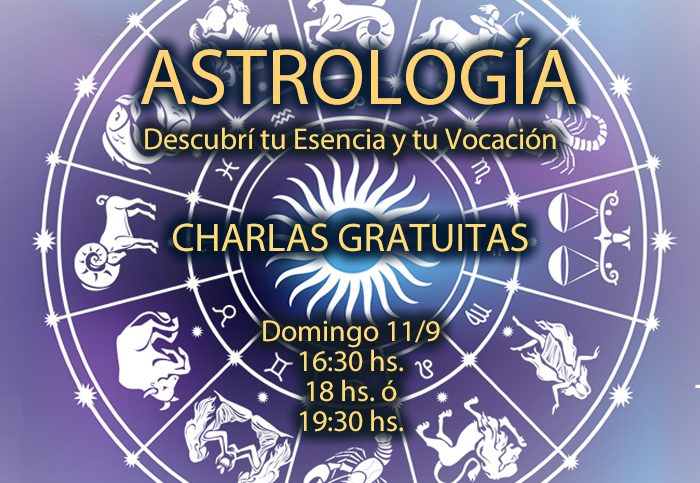 ASTROLOGÍA
Descubrí tu Esencia y tu Vocación
CHARLAS GRATUITAS
Domingo 11/9
16:30 hs.
18 hs. ó
19:30 hs.